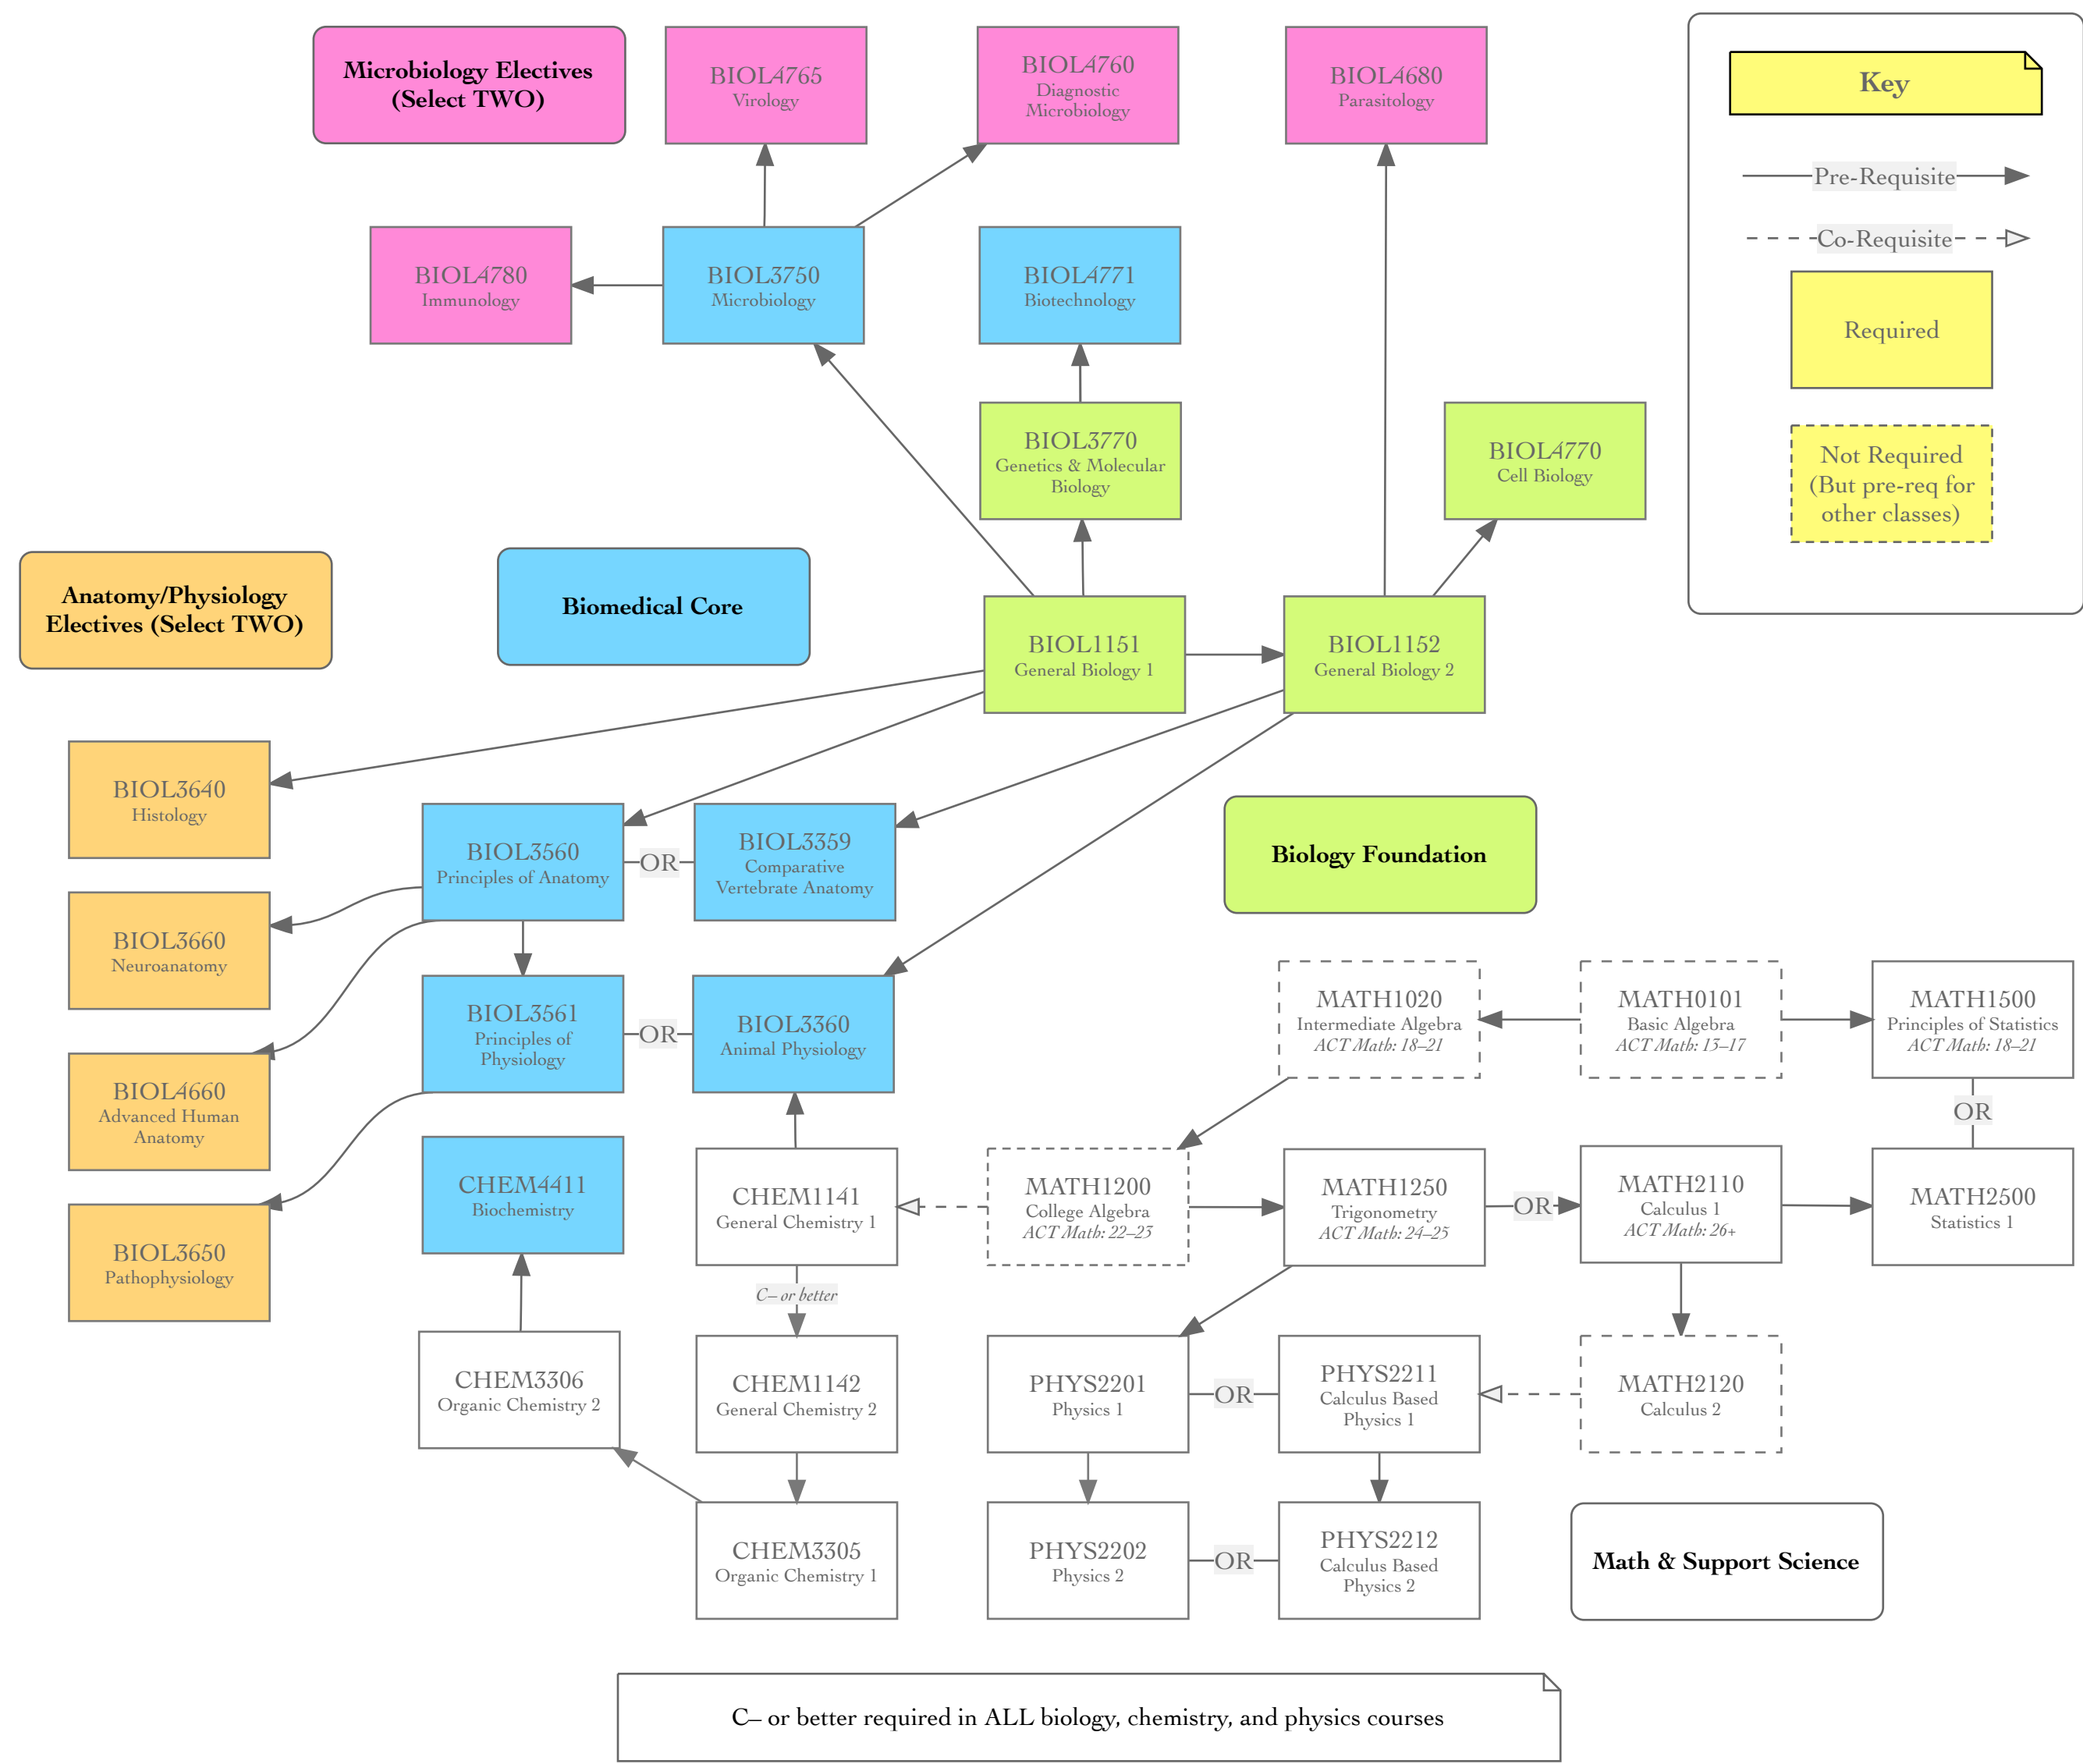 Microbiology Electives
(Select TWO)
BIOL4765
Virology
BIOL4760
Diagnostic
Microbiology
BIOL4680
Parasitology
Key
Pre-Requisite
Co-Requisite
Required
Not Required
(But pre-req for
other classes)
BIOL4780
Immunology
BIOL3750
Microbiology
BIOL4771
Biotechnology
BIOL3770
Genetics & Molecular
Biology
BIOL4770
Cell Biology
Anatomy/Physiology
Electives (Select TWO)
Biomedical Core
BIOL1151
General Biology 1
BIOL1152
General Biology 2
BIOL3640
Histology
BIOL3560
Principles of Anatomy
OR
BIOL3359
Comparative
Vertebrate Anatomy
Biology Foundation
BIOL3660
Neuroanatomy
BIOL3561
Principles of
Physiology
OR
BIOL3360
Animal Physiology
MATH1020
Intermediate Algebra
ACT Math: 18–21
MATH0101
Basic Algebra
ACT Math: 13–17
MATH1500
Principles of Statistics
ACT Math: 18–21
OR
BIOL4660
Advanced Human
Anatomy
CHEM4411
Biochemistry
CHEM1141
General Chemistry 1
MATH1200
College Algebra
ACT Math: 22–23
MATH1250
Trigonometry
ACT Math: 24–25
OR
MATH2110
Calculus 1
ACT Math: 26+
MATH2500
Statistics 1
BIOL3650
Pathophysiology
C– or better
CHEM3306
Organic Chemistry 2
CHEM1142
General Chemistry 2
PHYS2201
Physics 1
OR
PHYS2211
Calculus Based
Physics 1
MATH2120
Calculus 2
CHEM3305
Organic Chemistry 1
PHYS2202
Physics 2
OR
PHYS2212
Calculus Based
Physics 2
Math & Support Science
C– or better required in ALL biology, chemistry, and physics courses